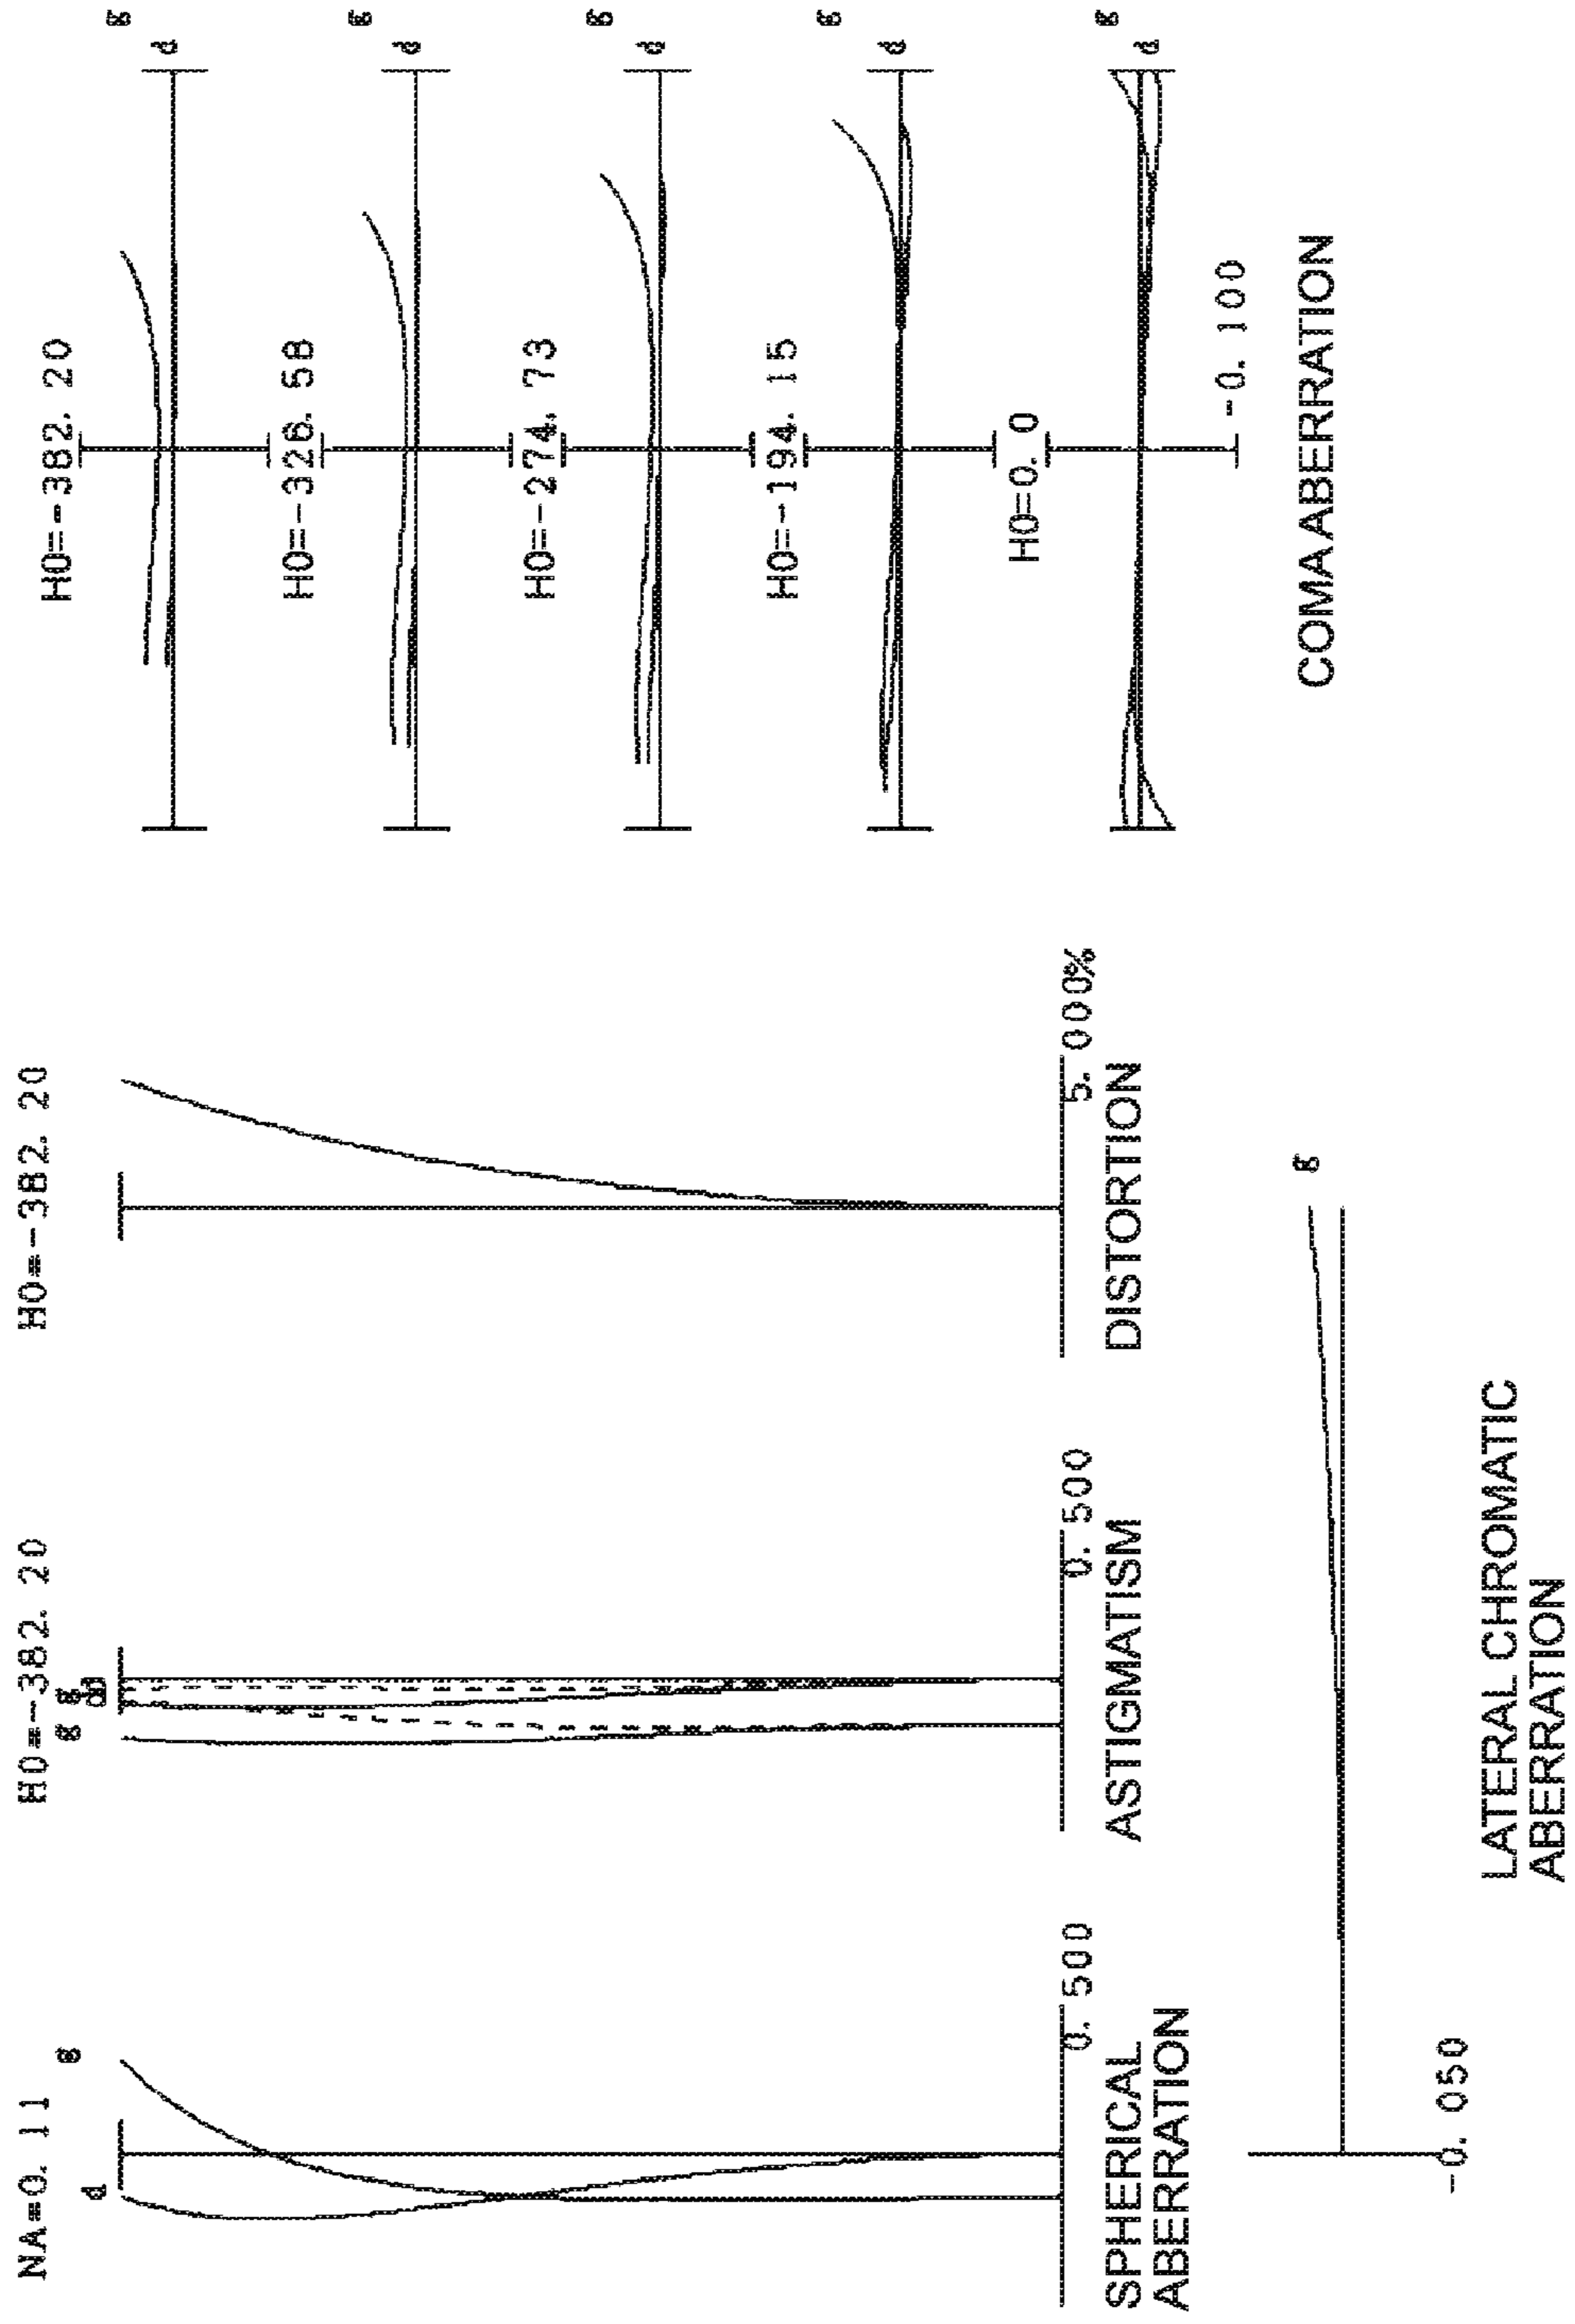 NA=0. 11
d
g
0. 500
SPHERICAL
ABERRATION
H0=-382. 20
g
g
d
d
0. 500
ASTIGMATISM
H0=-382. 20
5. 000%
DISTORTION
g
-0. 050
LATERAL CHROMATIC
ABERRATION
H0=-382. 20
g
d
H0=-326. 58
g
d
H0=-274. 73
g
d
H0=-194. 15
g
d
H0=0. 0
g
d
-0. 100
COMA ABERRATION